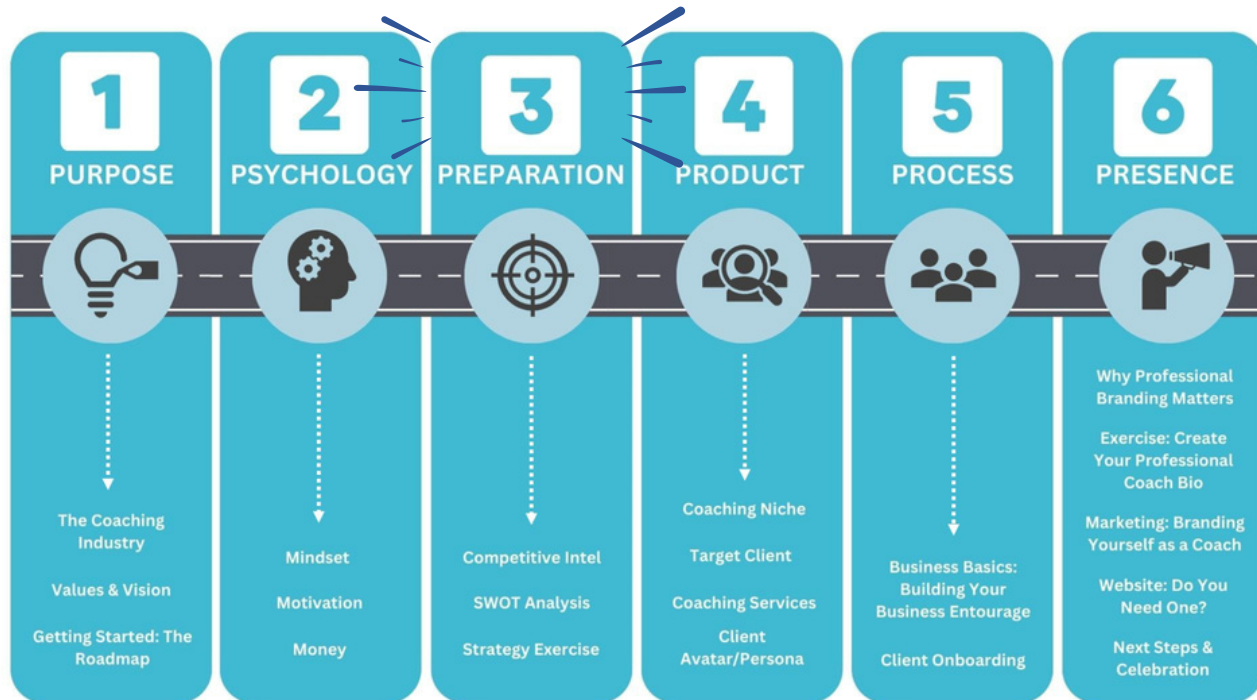 1
PURPOSE
The Coaching
Industry
Values & Vision
Getting Started: The
Roadmap
2
PSYCHOLOGY
Mindset
Motivation
Money
3
PREPARATION
Competitive Intel
SWOT Analysis
Strategy Exercise
4
PRODUCT
Coaching Niche
Target Client
Coaching Services
Client
Avatar/Persona
5
PROCESS
Business Basics:
Building Your
Business Entourage
Client Onboarding
6
PRESENCE
Why Professional
Branding Matters
Exercise: Create
Your Professional
Coach Bio
Marketing: Branding
Yourself as a Coach
Website: Do You
Need One?
Next Steps &
Celebration